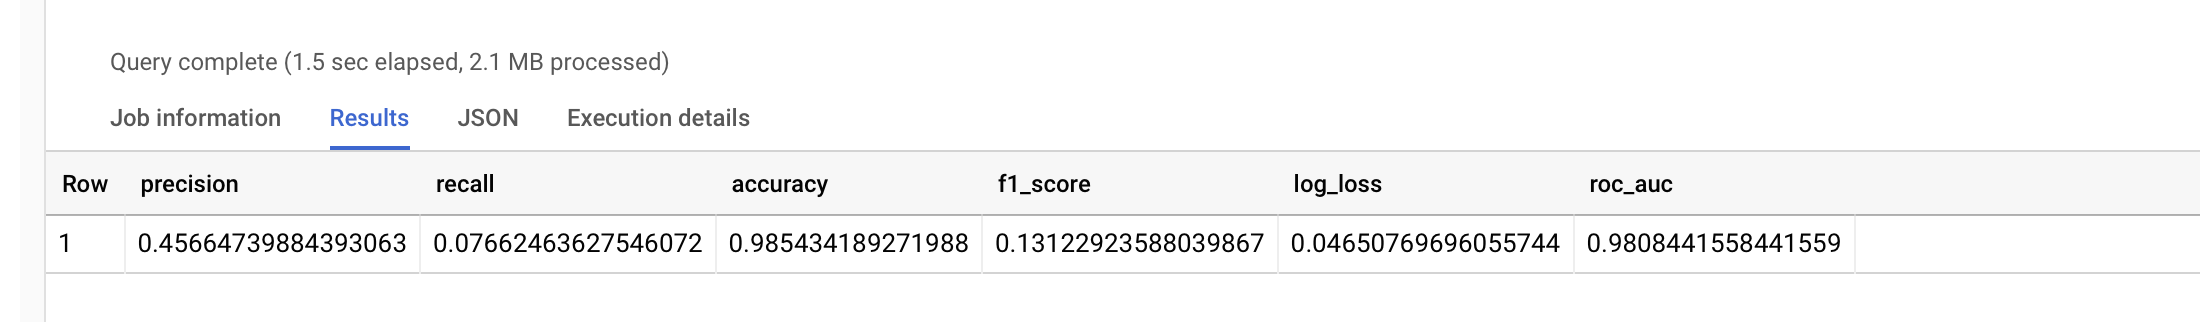 Query complete (1.5 sec elapsed, 2.1 MB processed)
Job information Results JSON Execution details
Row precision recall accuracy f1_score log_loss roc_auc
1 0.45664739884393063 0.07662463627546072 0.985434189271988 0.13122923588039867 0.04650769696055744 0.9808441558441559